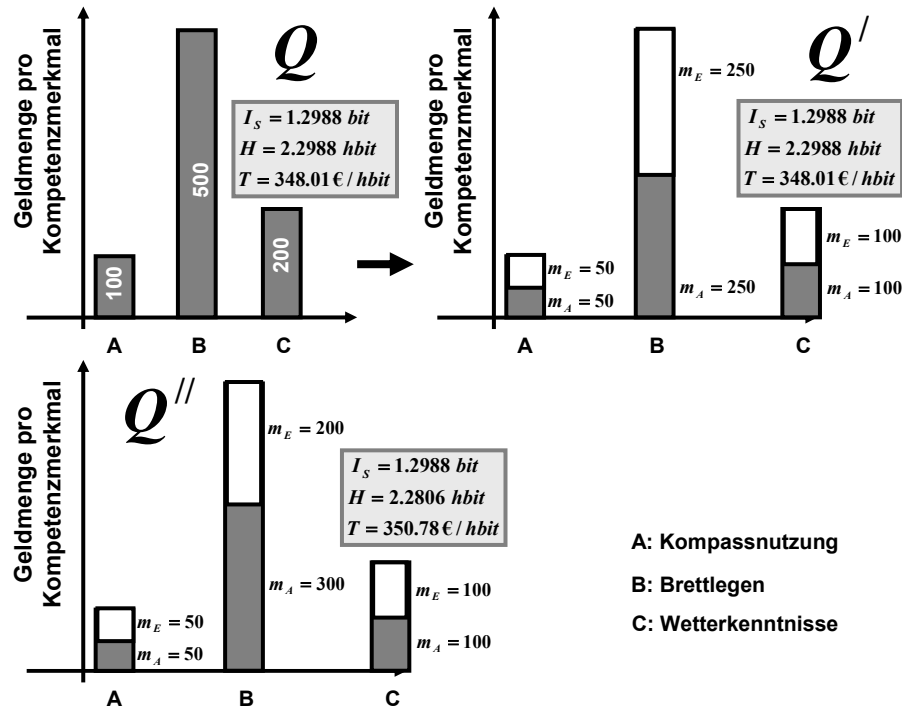 Geldmenge pro
Kompetenzmerkmal
Q
I_S = 1.2988 bit
H = 2.2988 hbit
T = 348.01 € / hbit
100
500
200
A
B
C
Geldmenge pro
Kompetenzmerkmal
Q /
m_E = 250
I_S = 1.2988 bit
H = 2.2988 hbit
T = 348.01 € / hbit
m_E = 50
m_A = 50
m_A = 250
m_E = 100
m_A = 100
A
B
C
Geldmenge pro
Kompetenzmerkmal
Q //
m_E = 200
I_S = 1.2988 bit
H = 2.2806 hbit
T = 350.78 € / hbit
m_E = 50
m_A = 50
m_A = 300
m_E = 100
m_A = 100
A
B
C
A: Kompassnutzung
B: Brettlegen
C: Wetterkenntnisse